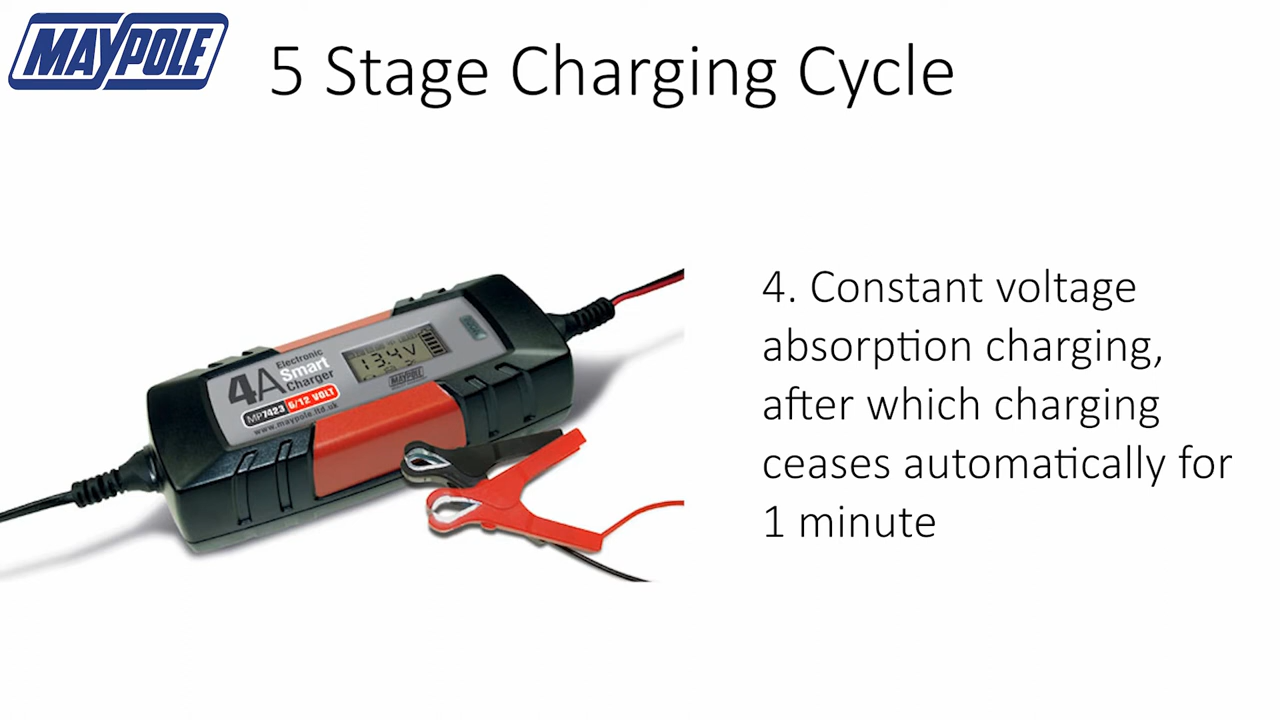 MAYPOLE
5 Stage Charging Cycle
4. Constant voltage
absorption charging,
after which charging
ceases automatically for
1 minute
4A Electronic
Smart
Charger
MP7423 6/12 VOLT
www.maypole.ltd.uk
13.4V
MAYPOLE